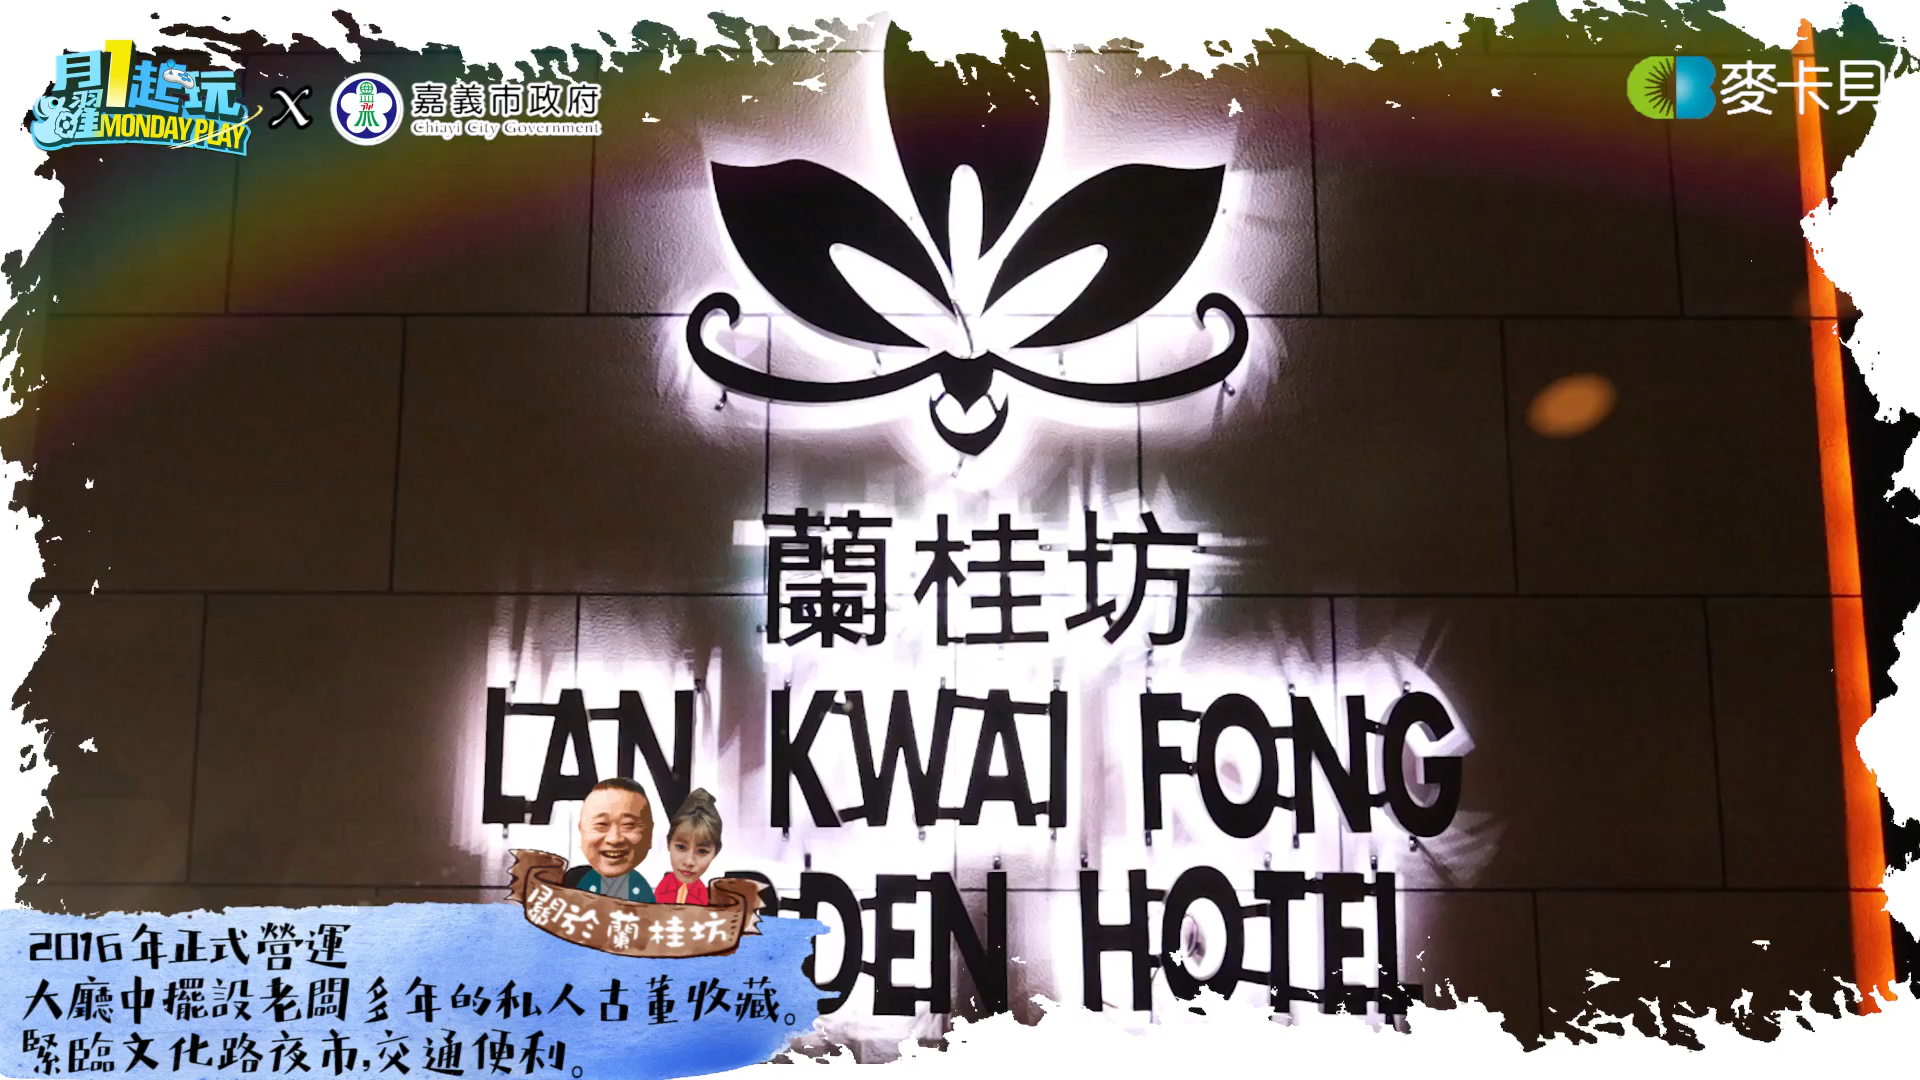 月曜1起玩
MONDAY PLAY
X
嘉義市政府
Chiayi City Government
麥卡貝
蘭桂坊
LAN KWAI FONG
DEN HOTEL
關於蘭桂坊
2016年正式營運
大廳中擺設老闆多年的私人古董收藏。
緊臨文化路夜市,交通便利。